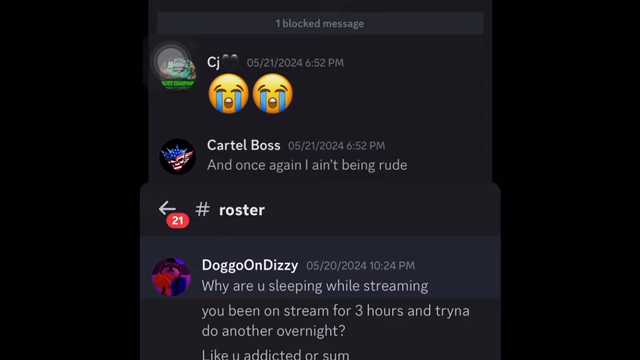 1 blocked message
Cj🖤 05/21/2024 6:52 PM
😭😭
Cartel Boss 05/21/2024 6:52 PM
And once again I ain't being rude
21
# roster
DoggoOnDizzy 05/20/2024 10:24 PM
Why are u sleeping while streaming
you been on stream for 3 hours and tryna
do another overnight?
Like u addicted or sum